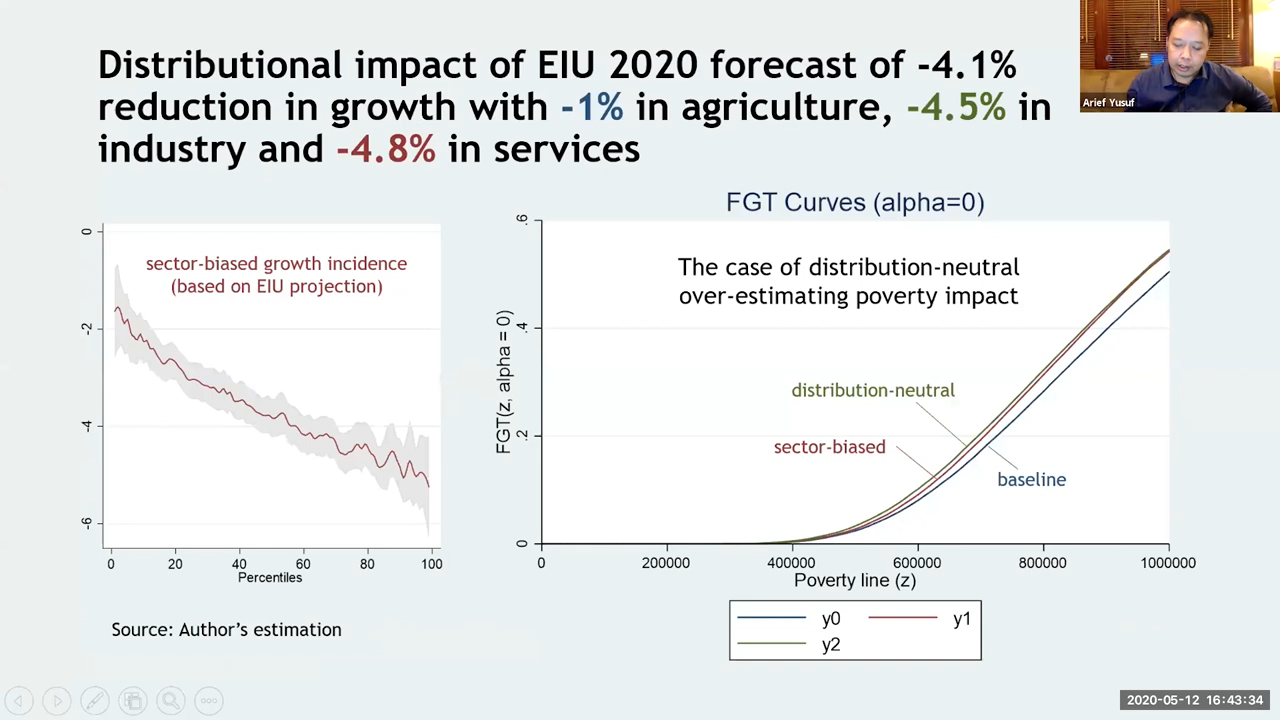 Distributional impact of EIU 2020 forecast of -4.1%
reduction in growth with -1% in agriculture, -4.5% in
industry and -4.8% in services
Arief Yusuf
sector-biased growth incidence
(based on EIU projection)
0
-2
-4
-6
0 20 40 60 80 100
Percentiles
Source: Author's estimation
FGT Curves (alpha=0)
The case of distribution-neutral
over-estimating poverty impact
FGT(z, alpha = 0)
.6
.4
.2
0
distribution-neutral
sector-biased
baseline
0 200000 400000 600000 800000 1000000
Poverty line (z)
y0 y1
y2
2020-05-12 16:43:34